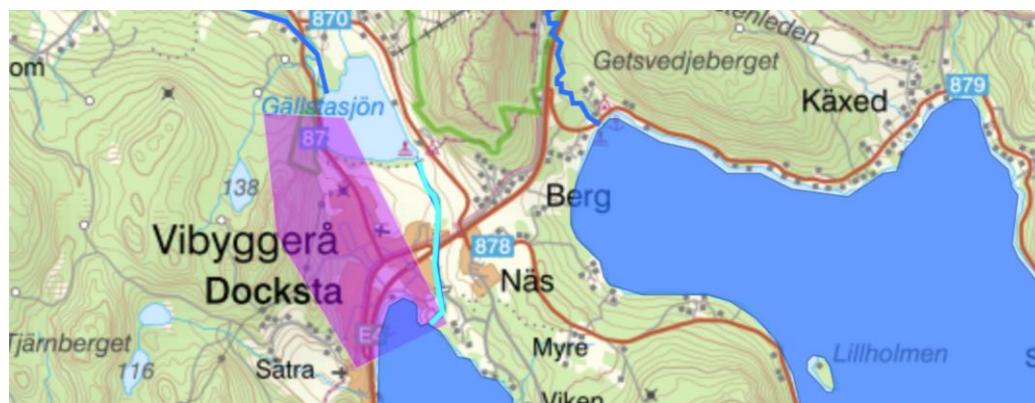 870
enleden
Getsvedjeberget
om
Käxed
879
Gällstasjön
87
138
Berg
Vibyggerå
878
Näs
Docksta
E
Tjärnberget
Myre
Lillholmen
116
Sätra
S
Viken